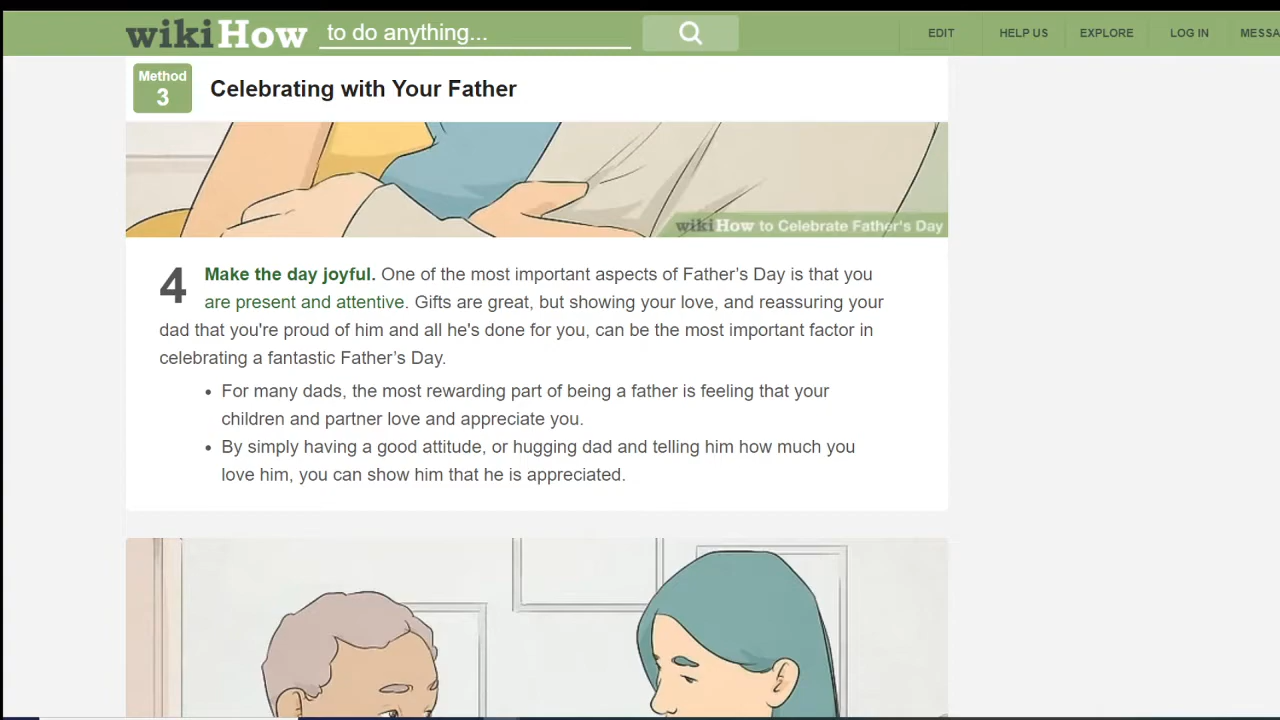 wikiHow to do anything... EDIT HELP US EXPLORE LOG IN MESSA
Method
3
Celebrating with Your Father
wikiHow to Celebrate Father's Day
4 Make the day joyful. One of the most important aspects of Father’s Day is that you
are present and attentive. Gifts are great, but showing your love, and reassuring your
dad that you're proud of him and all he's done for you, can be the most important factor in
celebrating a fantastic Father’s Day.
• For many dads, the most rewarding part of being a father is feeling that your
children and partner love and appreciate you.
• By simply having a good attitude, or hugging dad and telling him how much you
love him, you can show him that he is appreciated.